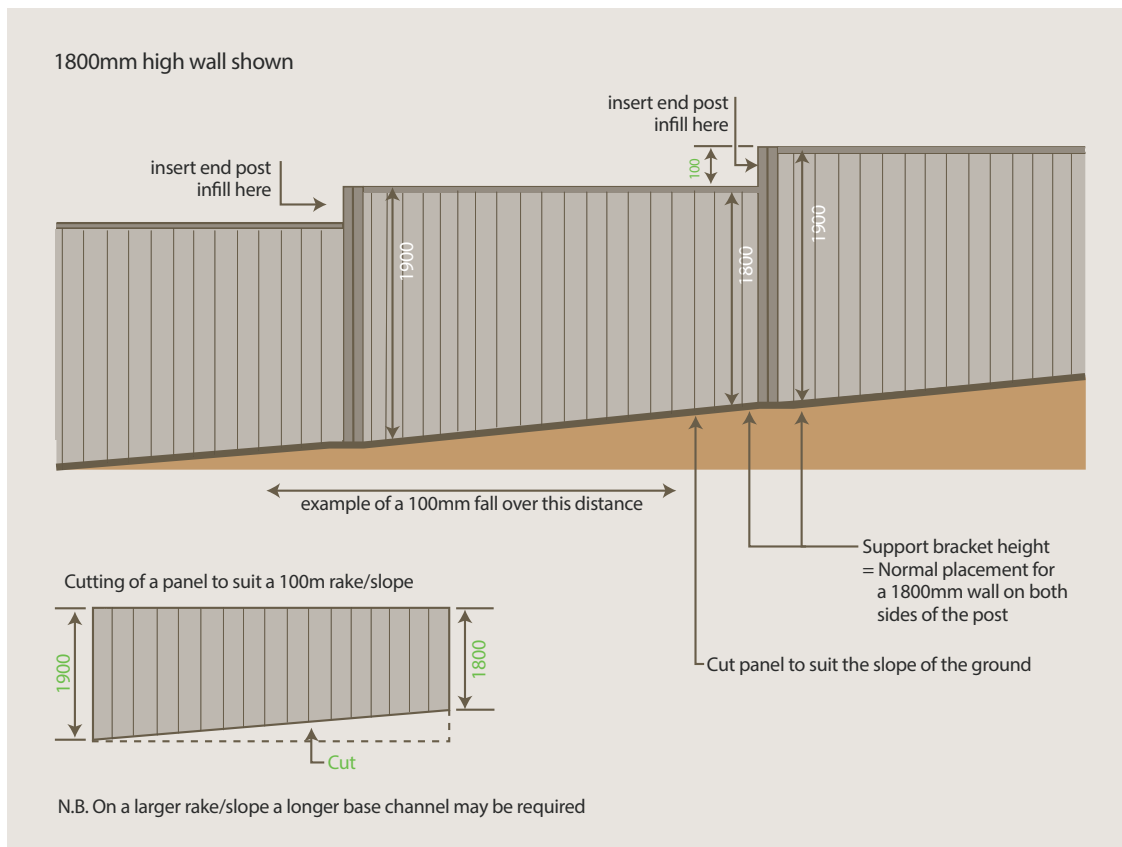 1800mm high wall shown
insert end post
infill here
insert end post
infill here
100
1900
1800
1900
example of a 100mm fall over this distance
Support bracket height
= Normal placement for
a 1800mm wall on both
sides of the post
Cutting of a panel to suit a 100m rake/slope
1900
1800
Cut panel to suit the slope of the ground
Cut
N.B. On a larger rake/slope a longer base channel may be required